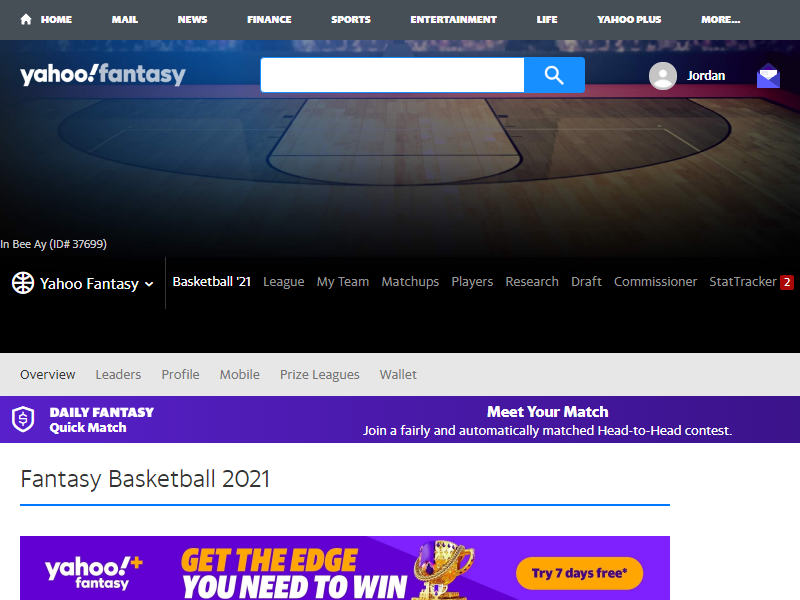 HOME MAIL NEWS FINANCE SPORTS ENTERTAINMENT LIFE YAHOO PLUS MORE...
yahoo!fantasy
Jordan
In Bee Ay (ID# 37699)
Yahoo Fantasy Basketball '21 League My Team Matchups Players Research Draft Commissioner StatTracker 2
Overview Leaders Profile Mobile Prize Leagues Wallet
DAILY FANTASY
Quick Match
Meet Your Match
Join a fairly and automatically matched Head-to-Head contest.
Fantasy Basketball 2021
yahoo!+
fantasy
GET THE EDGE
YOU NEED TO WIN
Try 7 days free*